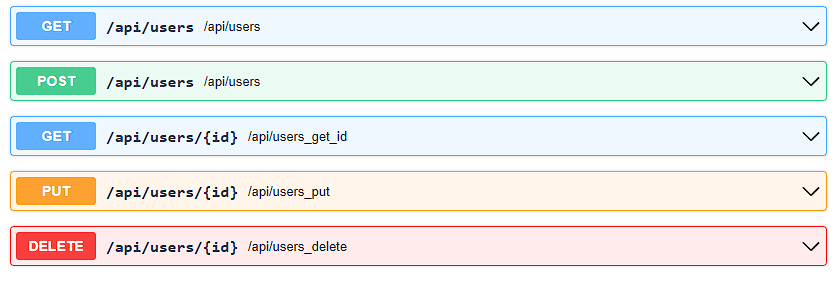 GET /api/users /api/users
POST /api/users /api/users
GET /api/users/{id} /api/users_get_id
PUT /api/users/{id} /api/users_put
DELETE /api/users/{id} /api/users_delete